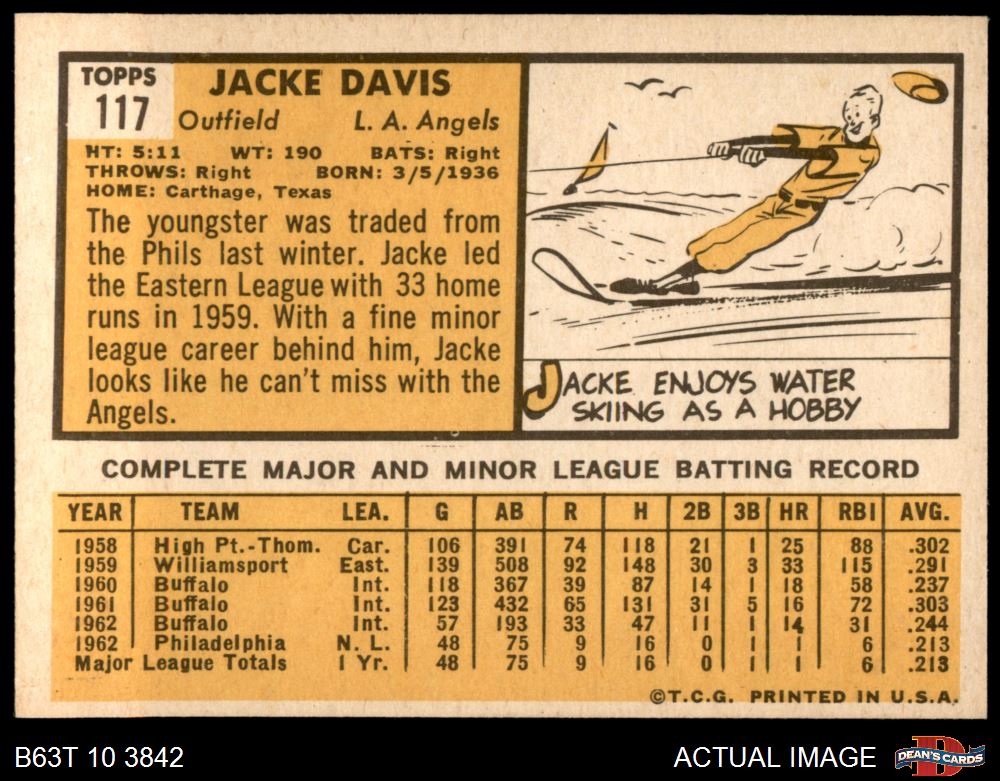 TOPPS
117
JACKE DAVIS
Outfield L. A. Angels
HT: 5:11 WT: 190 BATS: Right
THROWS: Right BORN: 3/5/1936
HOME: Carthage, Texas
The youngster was traded from
the Phils last winter. Jacke led
the Eastern League with 33 home
runs in 1959. With a fine minor
league career behind him, Jacke
looks like he can't miss with the
Angels.
JACKE ENJOYS WATER
SKIING AS A HOBBY
COMPLETE MAJOR AND MINOR LEAGUE BATTING RECORD
YEAR TEAM LEA. G AB R H 2B 3B HR RBI AVG.
1958 High Pt.-Thom. Car. 106 391 74 118 21 1 25 88 .302
1959 Williamsport East. 139 508 92 148 30 3 33 115 .291
1960 Buffalo Int. 118 367 39 87 14 1 18 58 .237
1961 Buffalo Int. 123 432 65 131 31 5 16 72 .303
1962 Buffalo Int. 57 193 33 47 11 1 14 31 .244
1962 Philadelphia N. L. 48 75 9 16 0 1 1 6 .213
Major League Totals 1 Yr. 48 75 9 16 0 1 1 6 .213
©T.C.G. PRINTED IN U.S.A.
B63T 10 3842 ACTUAL IMAGE DEAN'S CARDS